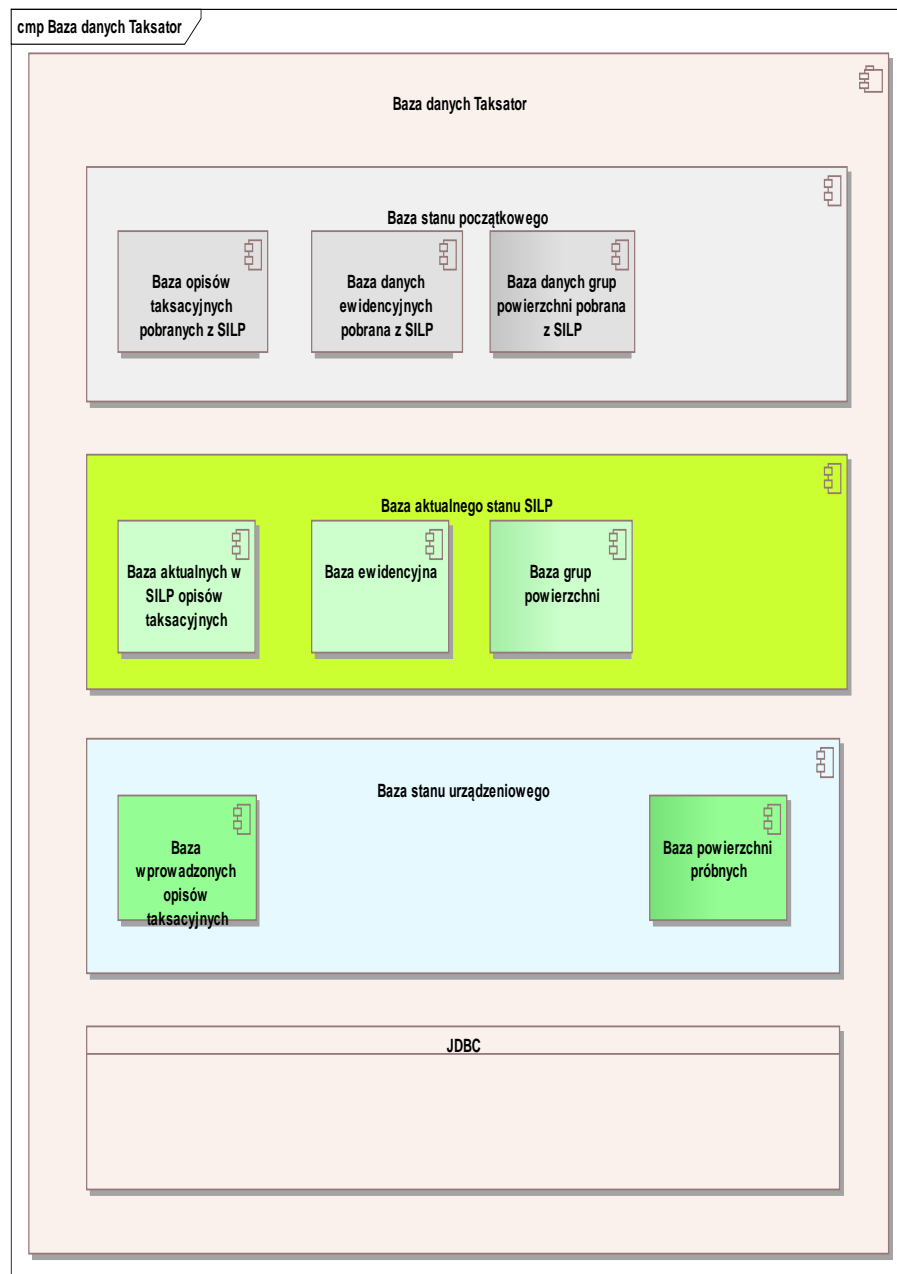 cmp Baza danych Taksator
Baza danych Taksator
Baza stanu początkowego
Baza opisów
taksacyjnych
pobranych z SILP
Baza danych
ewidencyjnych
pobrana z SILP
Baza danych grup
powierzchni pobrana
z SILP
Baza aktualnego stanu SILP
Baza aktualnych w
SILP opisów
taksacyjnych
Baza ewidencyjna
Baza grup
powierzchni
Baza stanu urządzeniowego
Baza
wprowadzonych
opisów
taksacyjnych
Baza powierzchni
próbnych
JDBC